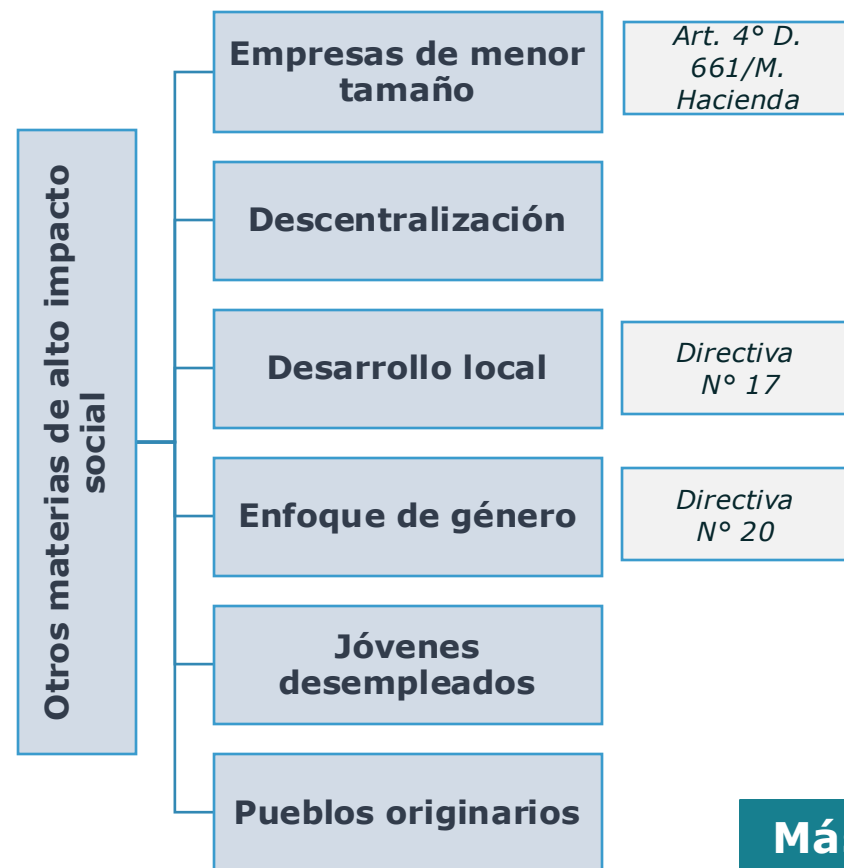 Otros materias de alto impacto
social
Empresas de menor
tamaño
Art. 4° D.
661/M.
Hacienda
Descentralización
Desarrollo local
Directiva
N° 17
Enfoque de género
Directiva
N° 20
Jóvenes
desempleados
Pueblos originarios